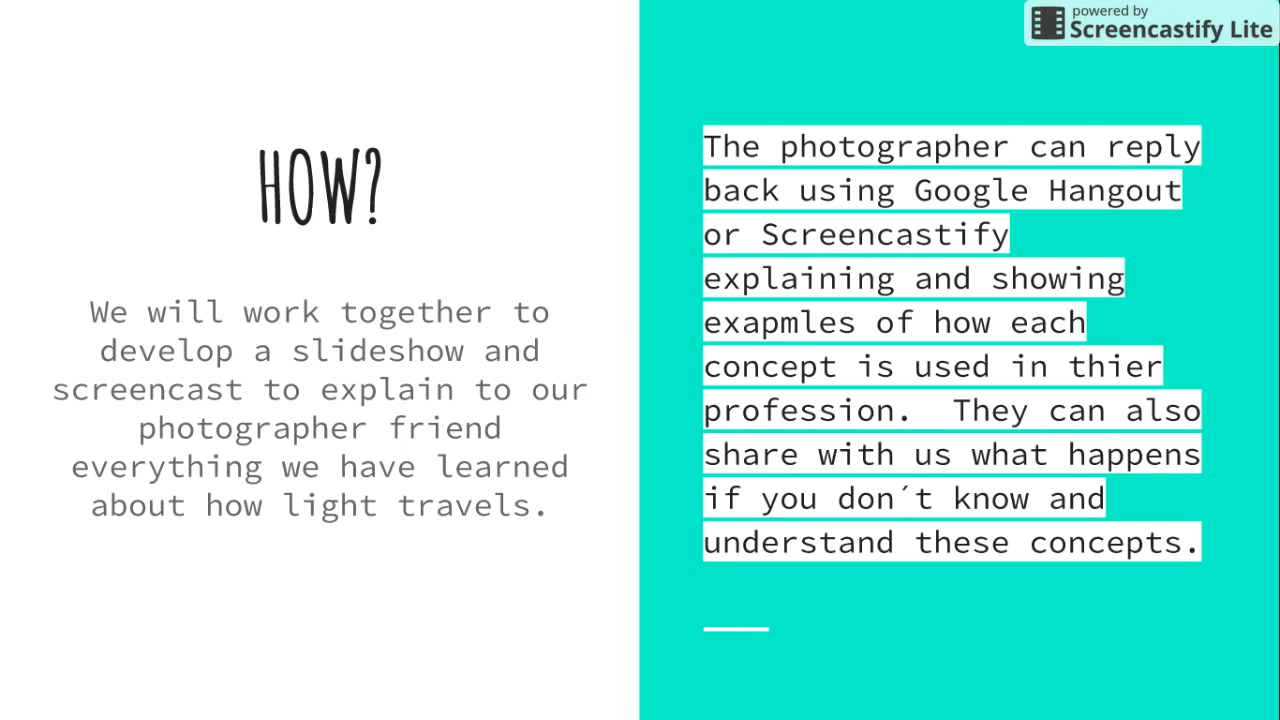 powered by
Screencastify Lite
HOW?
We will work together to
develop a slideshow and
screencast to explain to our
photographer friend
everything we have learned
about how light travels.
The photographer can reply
back using Google Hangout
or Screencastify
explaining and showing
exapmles of how each
concept is used in thier
profession.  They can also
share with us what happens
if you don´t know and
understand these concepts.